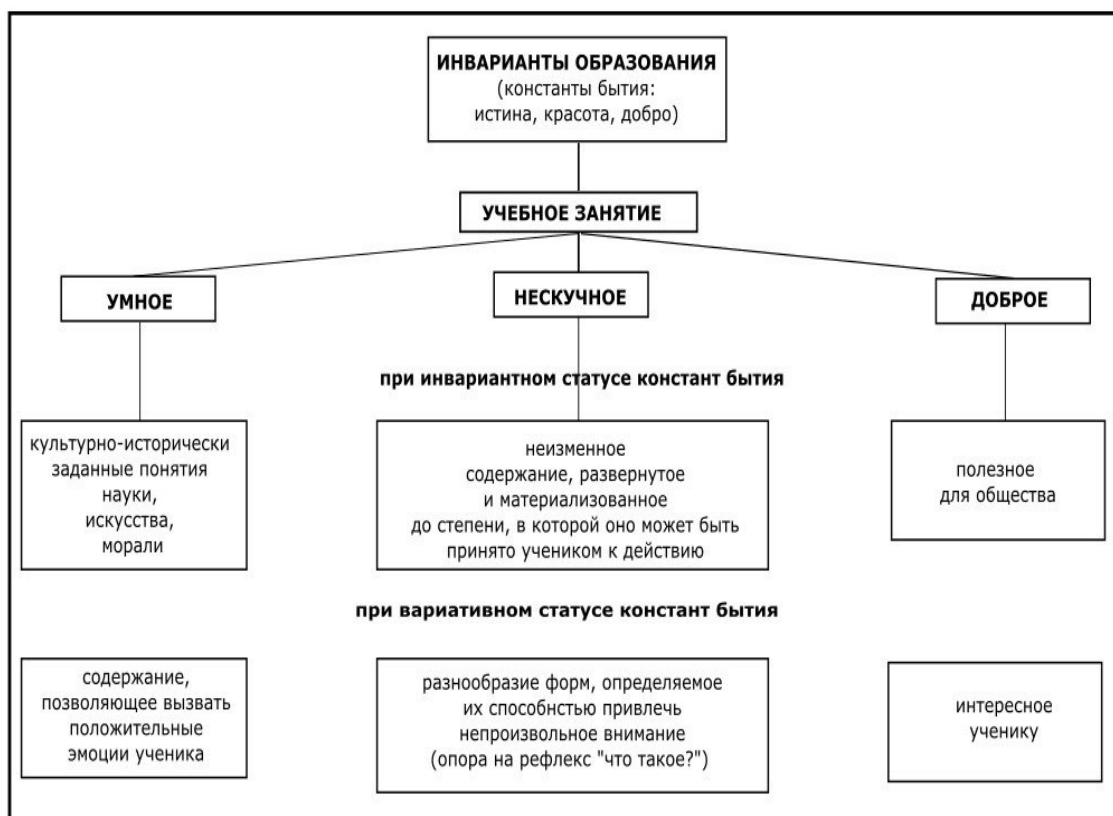 ИНВАРИАНТЫ ОБРАЗОВАНИЯ
(константы бытия:
истина, красота, добро)
УЧЕБНОЕ ЗАНЯТИЕ
УМНОЕ
НЕСКУЧНОЕ
ДОБРОЕ
при инвариантном статусе констант бытия
культурно-исторически
заданные понятия
науки,
искусства,
морали
неизменное
содержание, развернутое
и материализованное
до степени, в которой оно может быть
принято учеником к действию
полезное
для общества
при вариативном статусе констант бытия
содержание,
позволяющее вызвать
положительные
эмоции ученика
разнообразие форм, определяемое
их способнстью привлечь
непроизвольное внимание
(опора на рефлекс "что такое?")
интересное
ученику